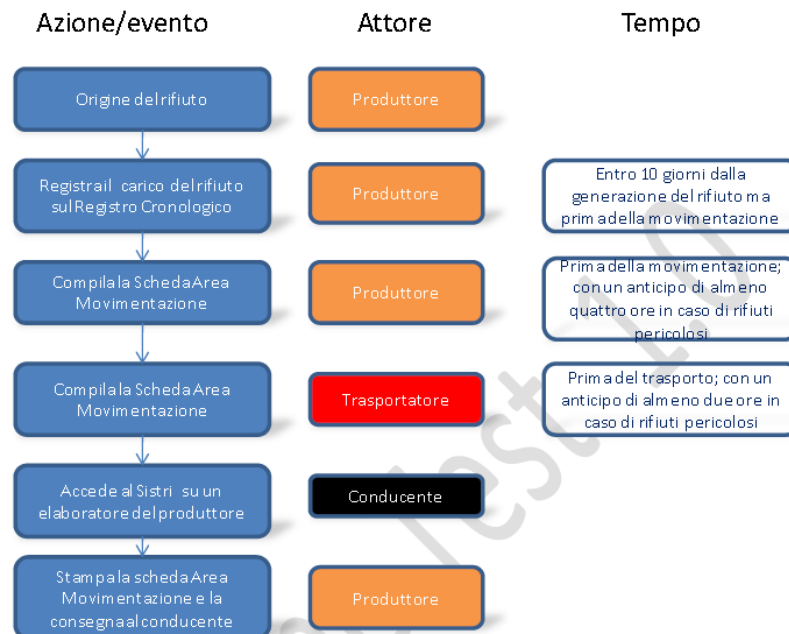 Azione/evento Attore Tempo
Origine del rifiuto
Produttore
Registra il carico del rifiuto
sul Registro Cronologico
Produttore
Entro 10 giorni dalla
generazione del rifiuto ma
prima della movimentazione
Compila la Scheda Area
Movimentazione
Produttore
Prima della movimentazione;
con un anticipo di almeno
quattro ore in caso di rifiuti
pericolosi
Compila la Scheda Area
Movimentazione
Trasportatore
Prima del trasporto; con un
anticipo di almeno due ore in
caso di rifiuti pericolosi
Accede al Sistri su un
elaboratore del produttore
Conducente
Stampa la scheda Area
Movimentazione e la
consegna al conducente
Produttore
Test 1.0